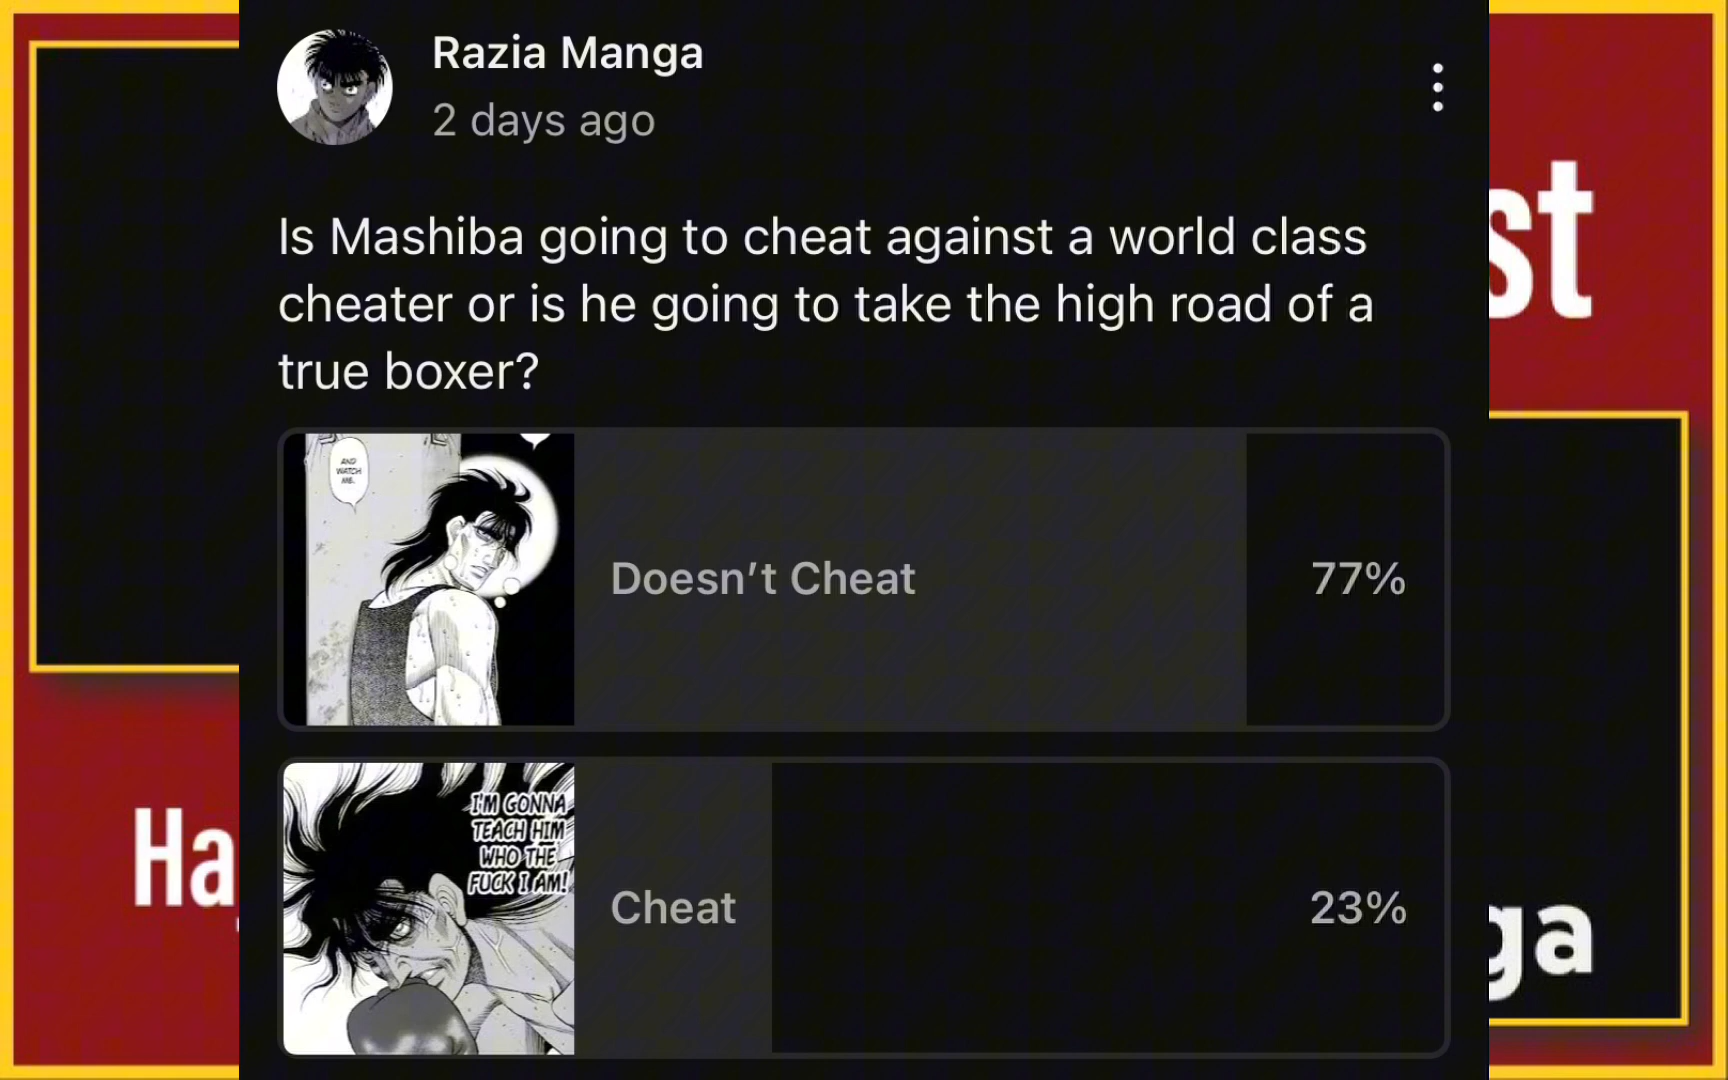 Razia Manga
2 days ago
st
Is Mashiba going to cheat against a world class
cheater or is he going to take the high road of a
true boxer?
AND
WATCH
ME.
Doesn't Cheat
77%
I'M GONNA
TEACH HIM
WHO THE
FUCK I AM!
Cheat
23%
Ha
ga